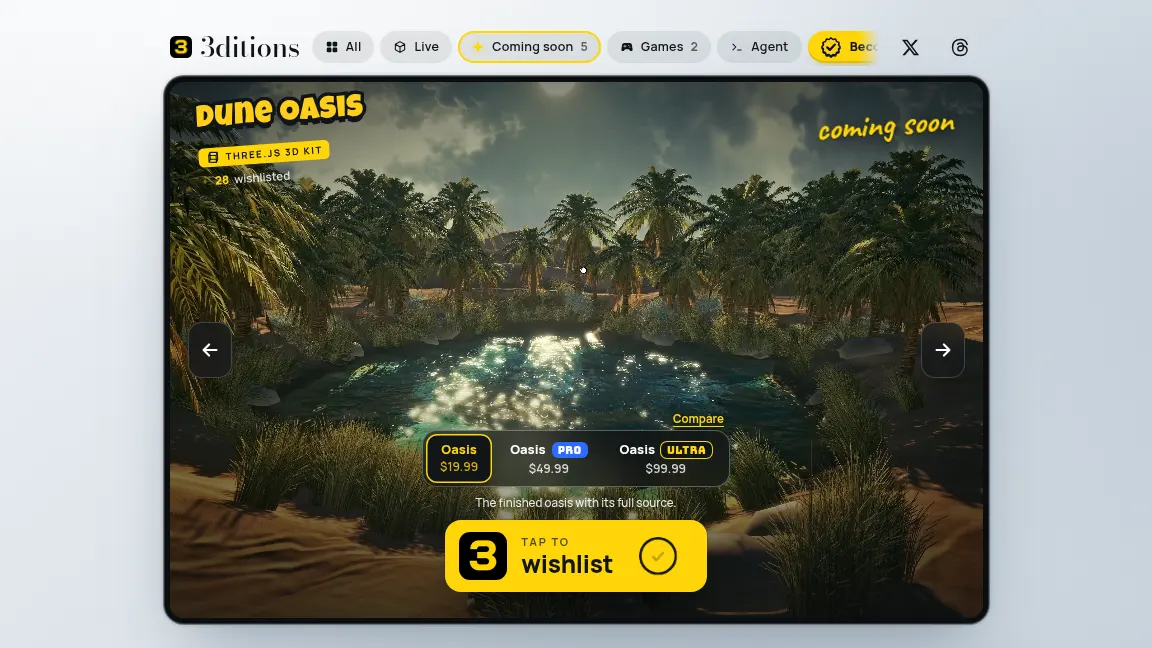 3 3ditions
All
Live
Coming soon 5
Games 2
Agent
Bec
DUNE OASIS
coming soon
THREE.JS 3D KIT
28 wishlisted
Compare
Oasis
$19.99
Oasis PRO
$49.99
Oasis ULTRA
$99.99
The finished oasis with its full source.
3
TAP TO
wishlist